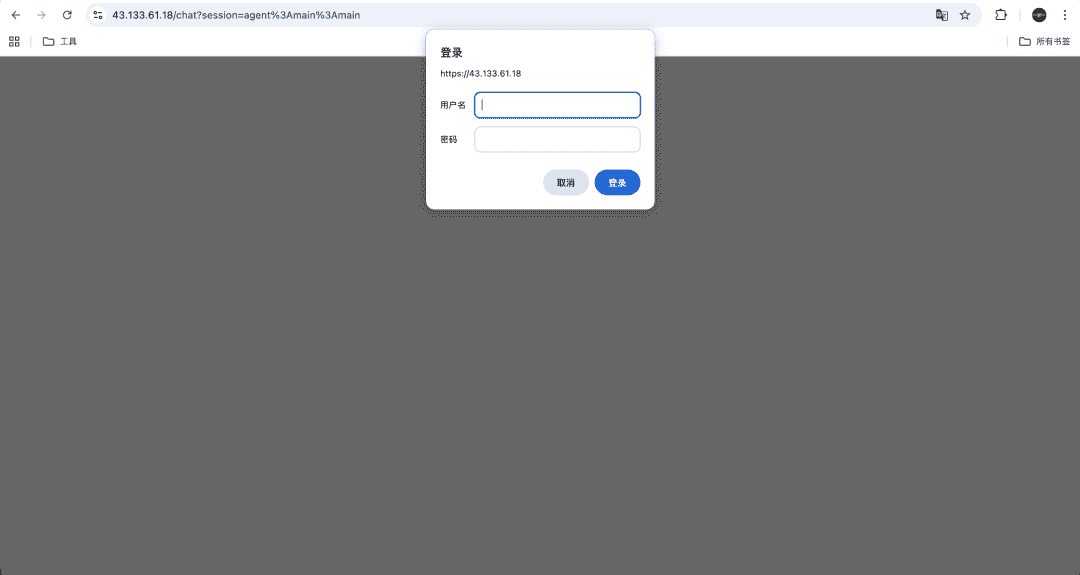 43.133.61.18/chat?session=agent%3Amain%3Amain
工具
所有书签
登录
https://43.133.61.18
用户名
密码
取消
登录